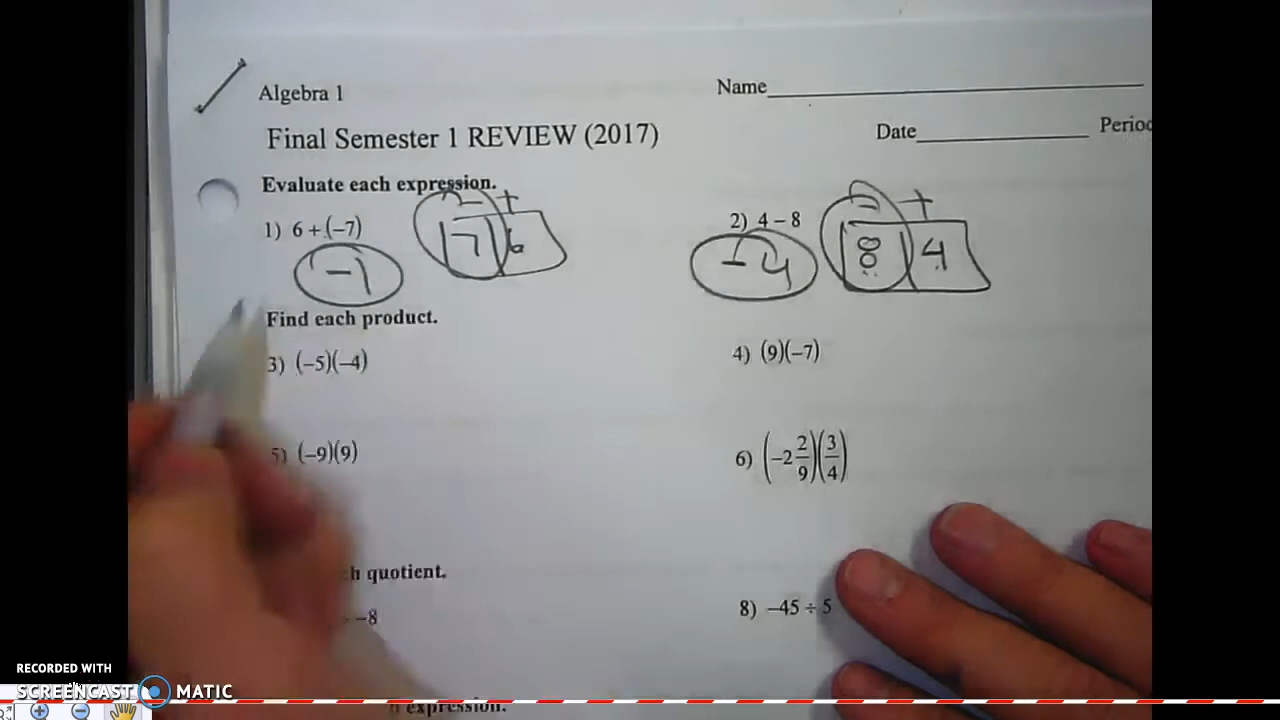 Algebra 1
Name
Final Semester 1 REVIEW (2017)
Date Period
Evaluate each expression.
1) 6 + (−7)
− +
7 6
−1
2) 4 − 8
− +
8 4
−4
Find each product.
3) (−5)(−4)
4) (9)(−7)
5) (−9)(9)
6) (−2 2/9)(3/4)
quotient.
−8
8) −45 ÷ 5
expression.
RECORDED WITH
SCREENCAST MATIC